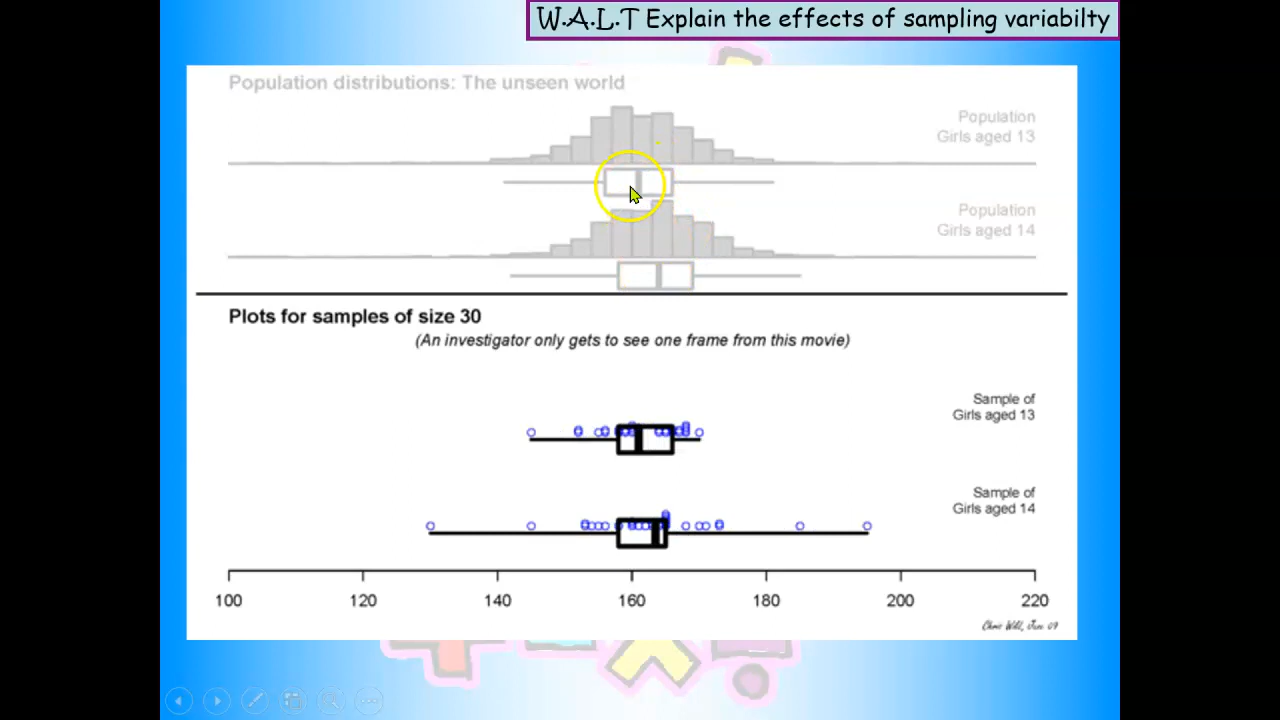 W.A.L.T Explain the effects of sampling variabilty
Population distributions: The unseen world
Population
Girls aged 13
Population
Girls aged 14
Plots for samples of size 30
(An investigator only gets to see one frame from this movie)
Sample of
Girls aged 13
Sample of
Girls aged 14
100 120 140 160 180 200 220